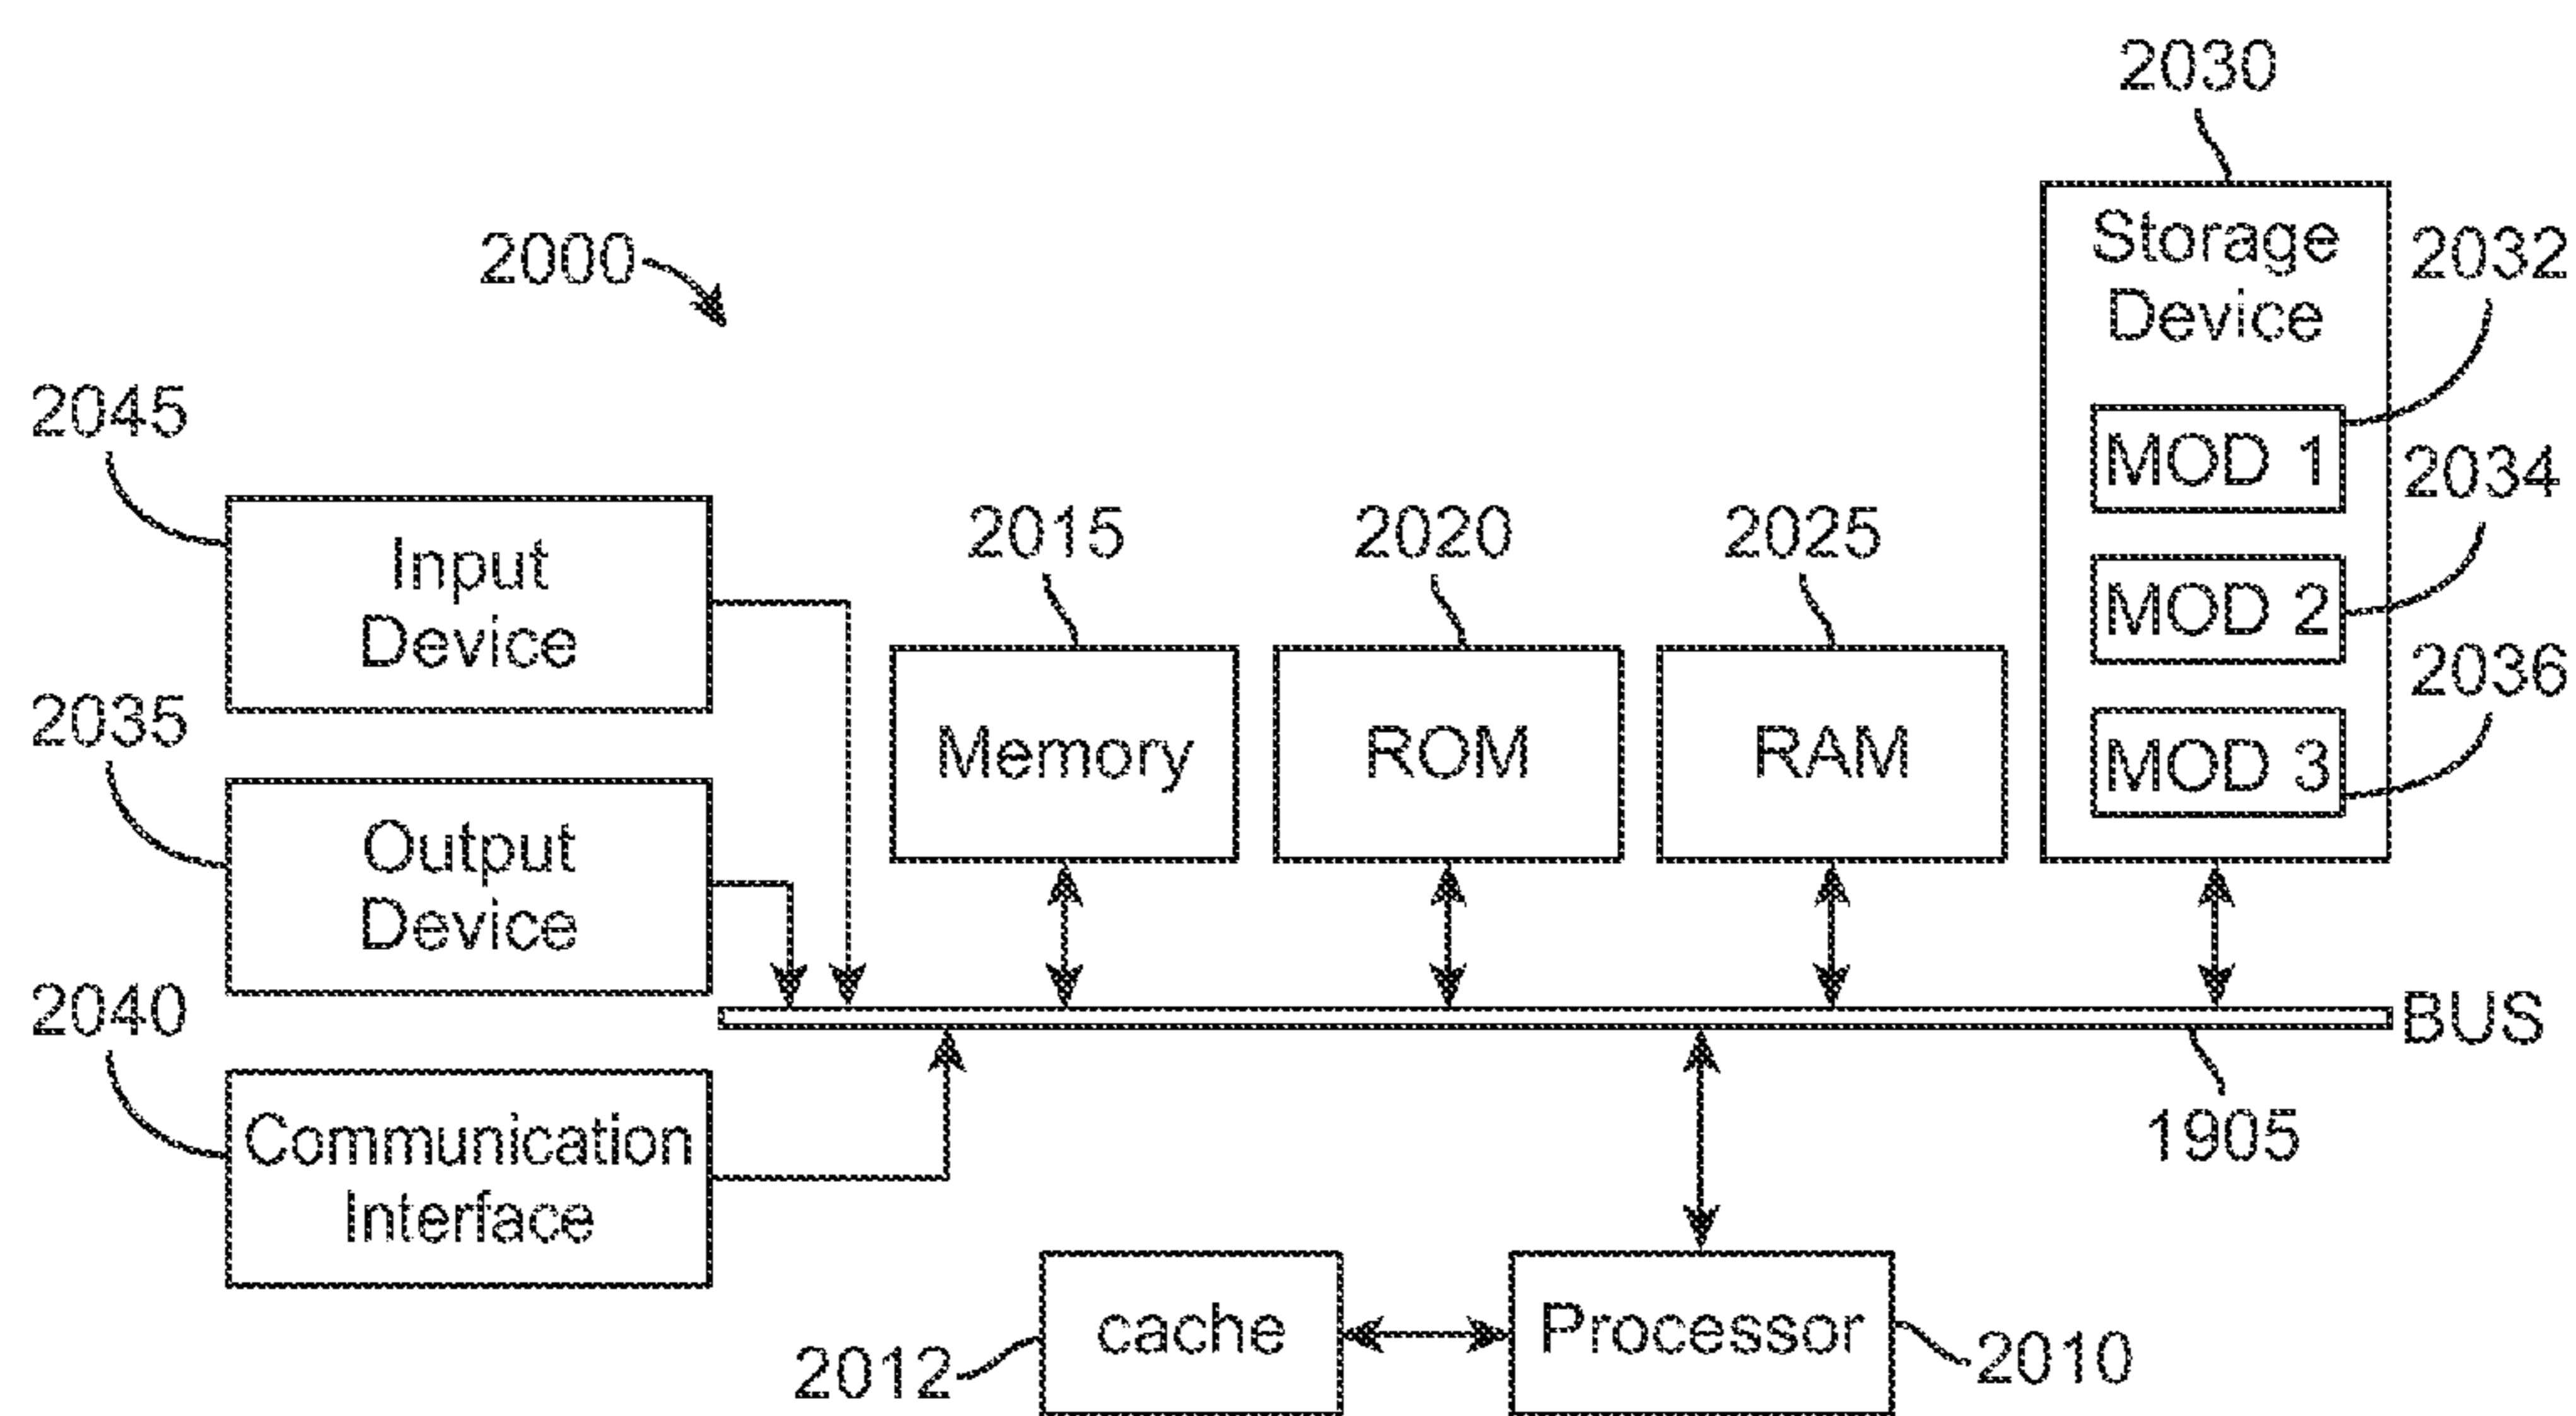 2030
Storage
Device
2032
2000
2045
MOD 1
2034
Input
Device
2015
2020
2025
MOD 2
2036
2035
Memory
ROM
RAM
MOD 3
Output
Device
2040
BUS
Communication
Interface
1905
cache
Processor
2012
2010